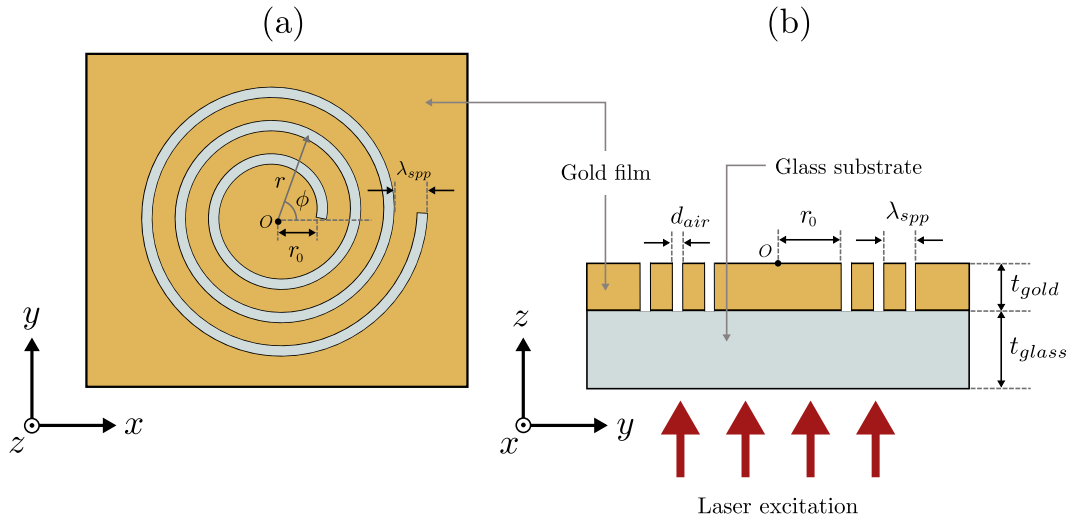 (a)
(b)
λspp
r
ϕ
O
r0
y
x
z
Gold film
Glass substrate
dair
r0
λspp
O
tgold
tglass
z
y
x
Laser excitation